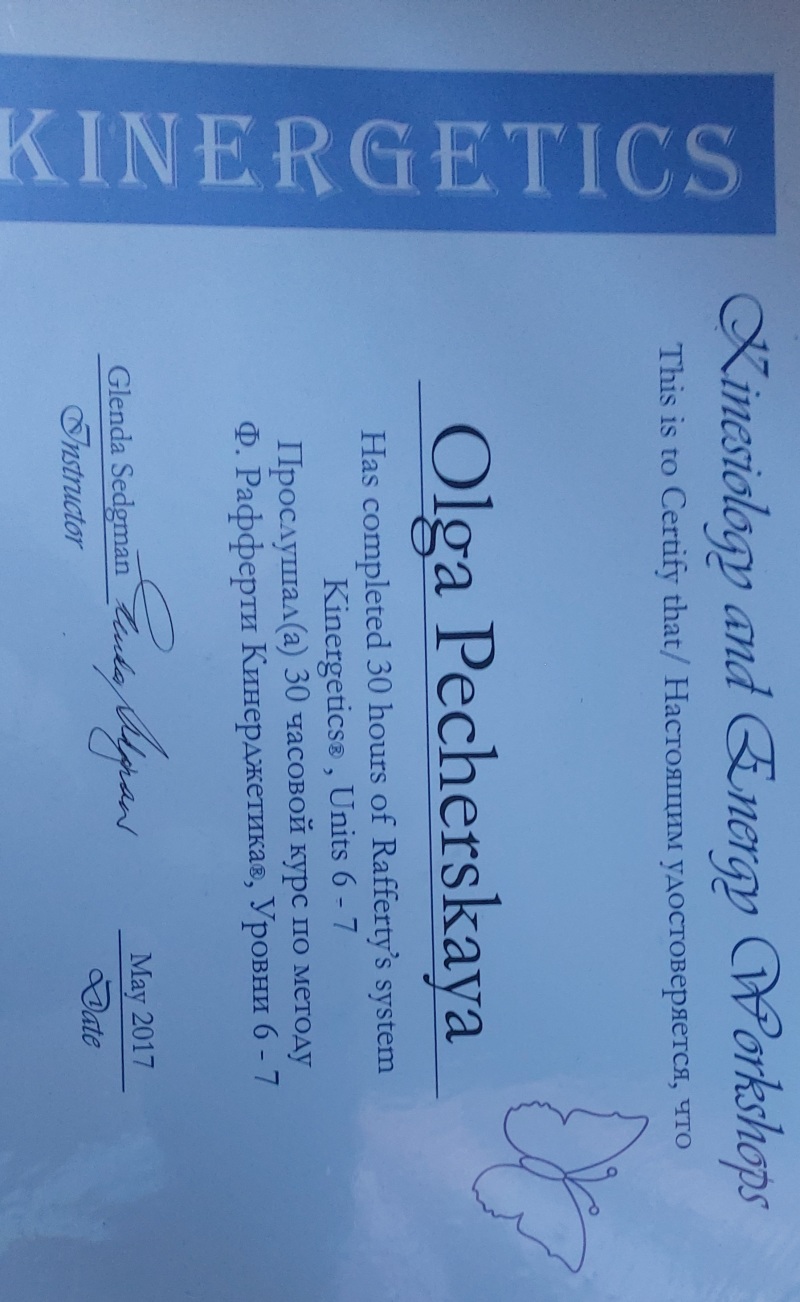 KINERGETICS
Kinesiology and Energy Workshops
This is to Certify that/ Настоящим удостоверяется, что
Olga Pecherskaya
Has completed 30 hours of Rafferty's system
Kinergetics®, Units 6 - 7
Прослушал(а) 30 часовой курс по методу
Ф. Рафферти Кинерджетика®, Уровни 6 - 7
Glenda Sedgman
May 2017
Instructor
Date